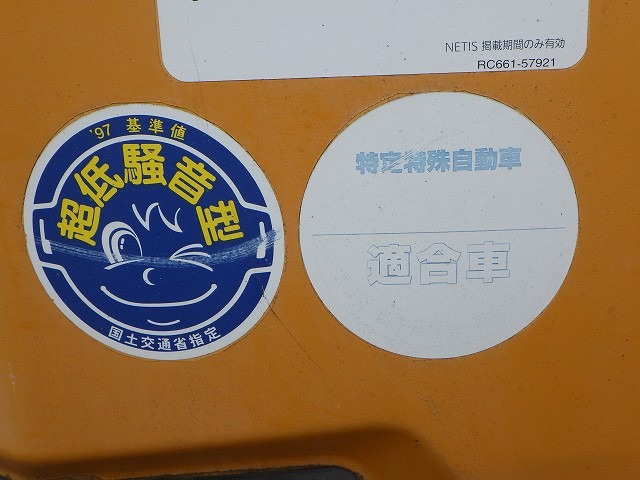 NETIS 掲載期間のみ有効
RC661-57921
'97 基準値
超低騒音型
国土交通省指定
特定特殊自動車
適合車